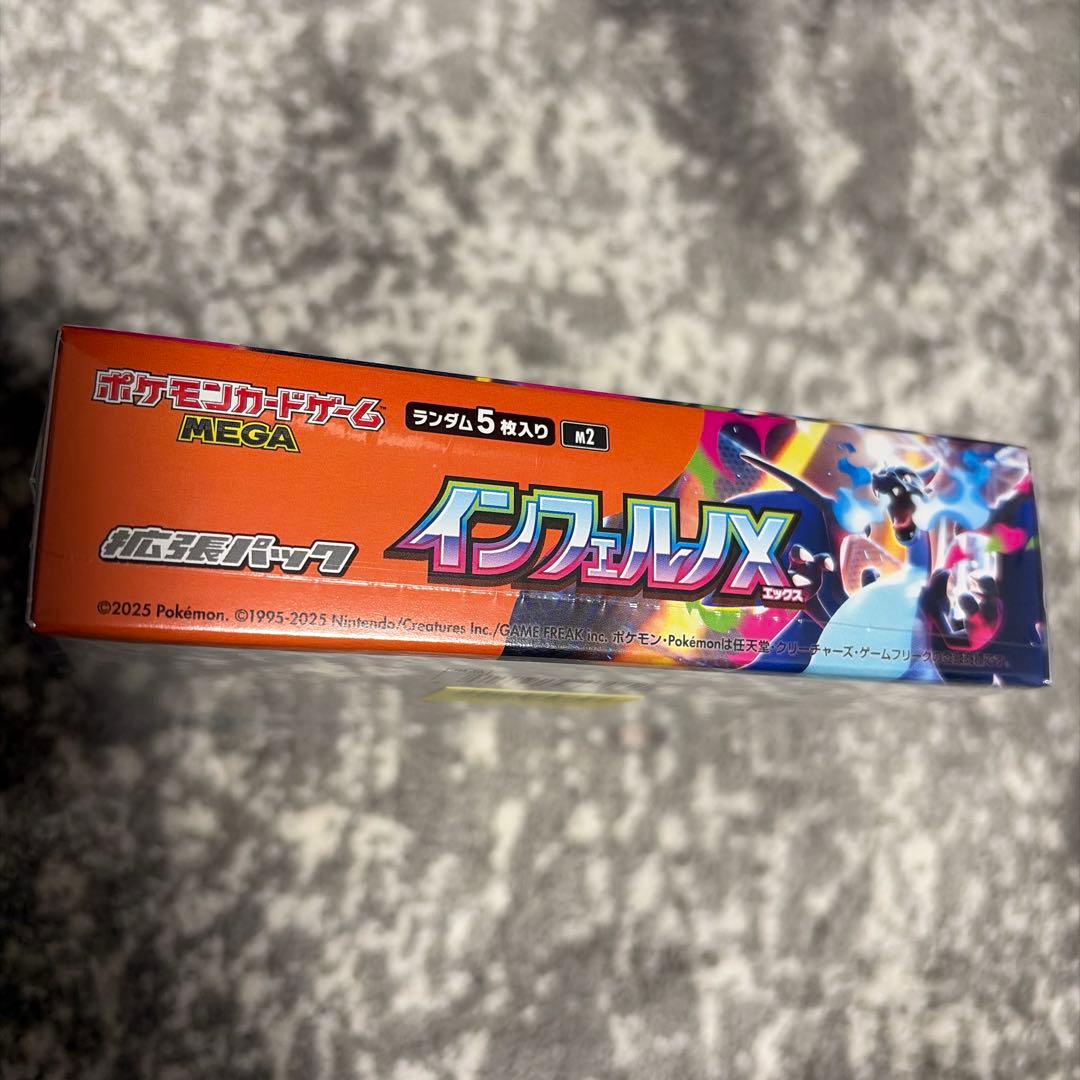 ポケモンカードゲーム™
MEGA
ランダム5枚入り
M2
拡張パック
インフェルノX
エックス
©2025 Pokémon. ©1995-2025 Nintendo/Creatures Inc./GAME FREAK inc. ポケモン・Pokémonは任天堂・クリーチャーズ・ゲームフリークの登録商標です。